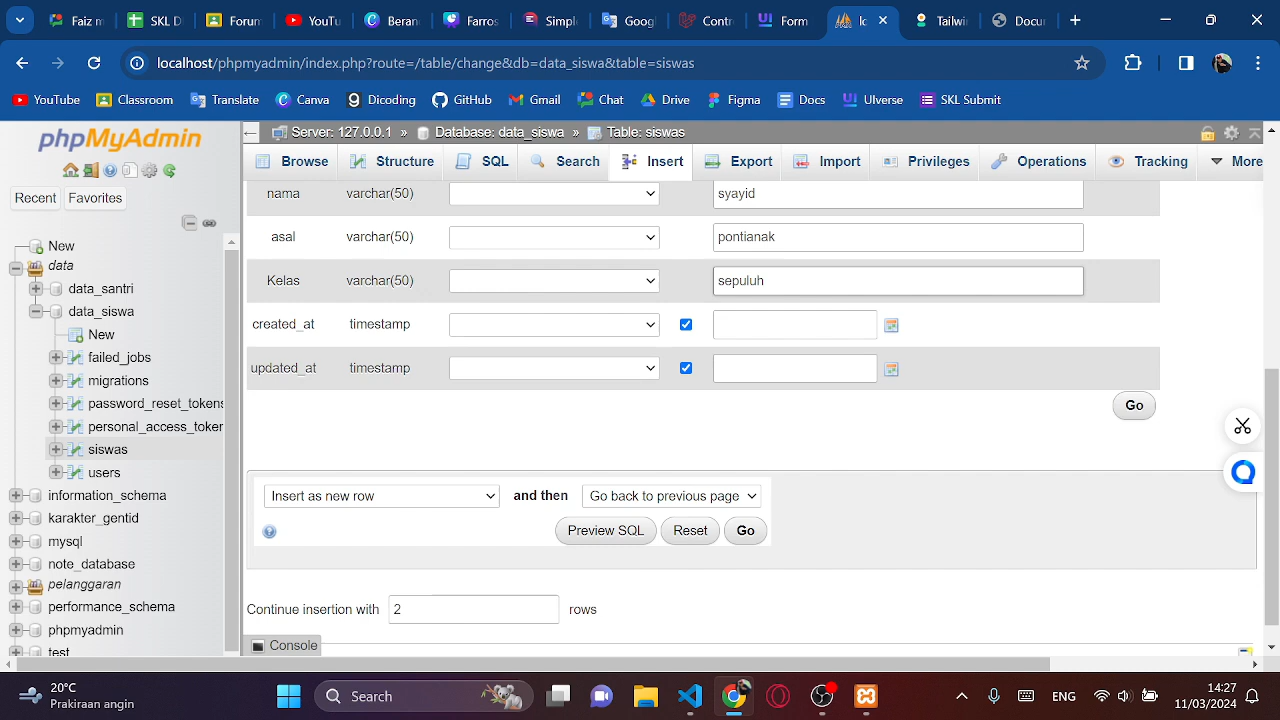 Faiz m
SKL D
Forum
YouTu
Beran
Farro
Simpl
Goog
Contr
Form
lo
Tailwi
Docu
localhost/phpmyadmin/index.php?route=/table/change&db=data_siswa&table=siswas
YouTube
Classroom
Translate
Canva
Dicoding
GitHub
Gmail
Chat
Drive
Figma
Docs
UIverse
SKL Submit
phpMyAdmin
Server: 127.0.0.1 » Database: data_siswa » Table: siswas
Browse
Structure
SQL
Search
Insert
Export
Import
Privileges
Operations
Tracking
More
Recent
Favorites
New
data
data_santri
data_siswa
New
failed_jobs
migrations
password_reset_tokens
personal_access_token
siswas
users
information_schema
karakter_gentid
mysql
note_database
pelanggaran
performance_schema
phpmyadmin
test
nama varchar(50) syayid
asal varchar(50) pontianak
Kelas varchar(50) sepuluh
created_at timestamp
updated_at timestamp
Go
Insert as new row and then Go back to previous page
Preview SQL Reset Go
Continue insertion with 2 rows
Console
20°C
Prakiraan angin
Search
ENG
14:27
11/03/2024